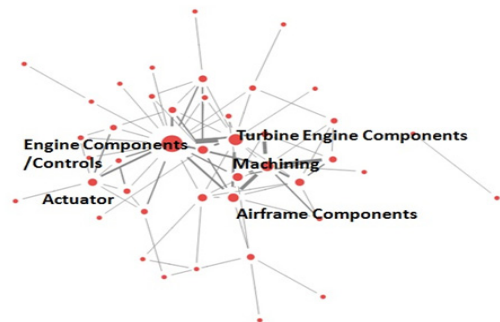 Turbine Engine Components
Engine Components
/Controls
Machining
Actuator
Airframe Components